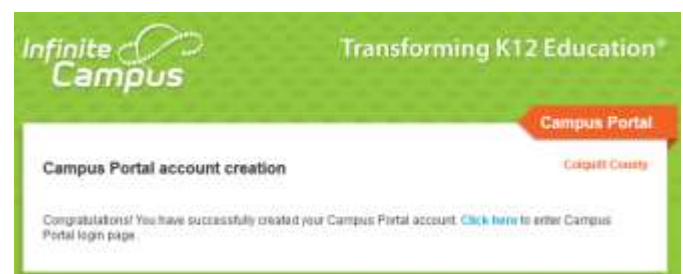 Infinite
Campus
Transforming K12 Education®
Campus Portal
Campus Portal account creation
Colquitt County
Congratulations! You have successfully created your Campus Portal account. Click here to enter Campus
Portal login page.